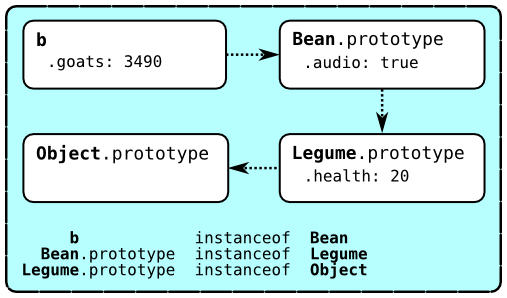 b
.goats: 3490
Bean.prototype
.audio: true
Object.prototype
Legume.prototype
.health: 20
b instanceof Bean
Bean.prototype instanceof Legume
Legume.prototype instanceof Object